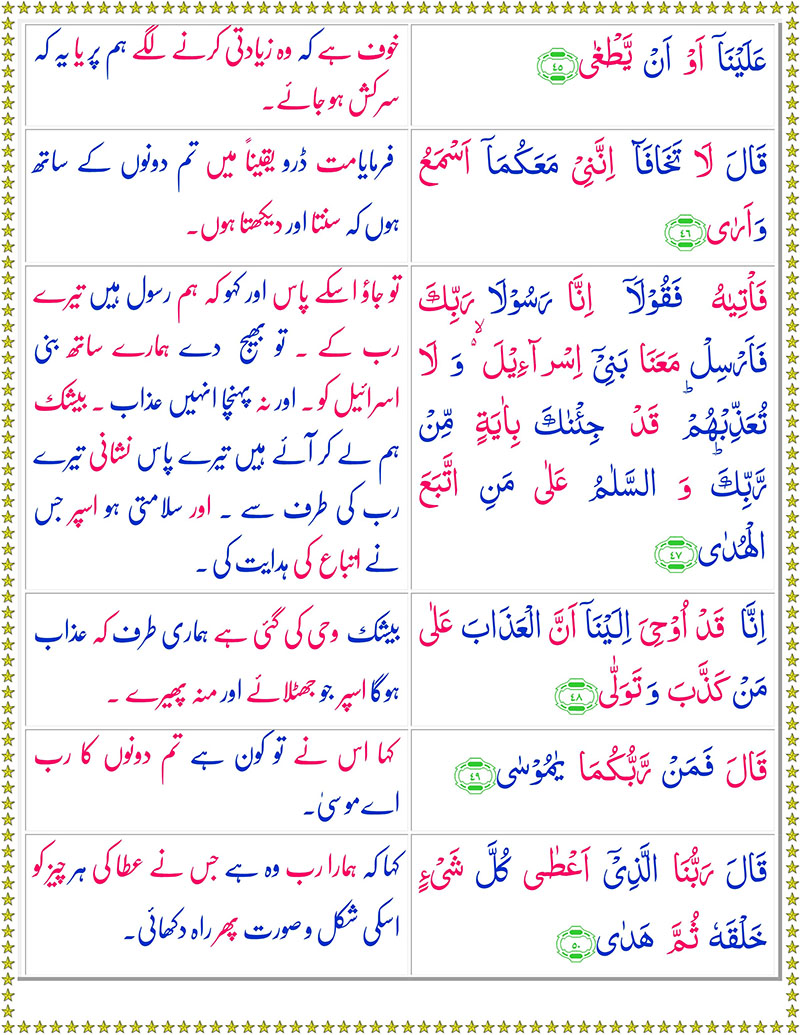 عَلَيْنَآ اَوْ اَنْ يَّطْغٰى ﴿٤٥﴾
خوف ہے کہ وہ زیادتی کرنے لگے ہم پر یا یہ کہ
سرکش ہو جائے۔
قَالَ لَا تَخَافَآ اِنَّنِيْ مَعَكُمَآ اَسْمَعُ
وَاَرٰى ﴿٤٦﴾
فرمایا مت ڈرو یقیناً میں تم دونوں کے ساتھ
ہوں کہ سنتا اور دیکھتا ہوں۔
فَاْتِيٰهُ فَقُوْلَآ اِنَّا رَسُوْلَا رَبِّكَ
فَاَرْسِلْ مَعَنَا بَنِيْٓ اِسْرَآءِيْلَ ۙ وَ لَا
تُعَذِّبْهُمْ ؕ قَدْ جِئْنٰكَ بِاٰيَةٍ مِّنْ
رَّبِّكَ ؕ وَ السَّلٰمُ عَلٰى مَنِ اتَّبَعَ
الْهُدٰى ﴿٤٧﴾
تو جاؤ اسکے پاس اور کہو کہ ہم رسول ہیں تیرے
رب کے ۔ تو بھیج دے ہمارے ساتھ بنی
اسرائیل کو۔ اور نہ پہنچا انہیں عذاب ۔ بیشک
ہم لے کر آئے ہیں تیرے پاس نشانی تیرے
رب کی طرف سے ۔ اور سلامتی ہو اسپر جس
نے اتباع کی ہدایت کی ۔
اِنَّا قَدْ اُوْحِيَ اِلَيْنَآ اَنَّ الْعَذَابَ عَلٰى
مَنْ كَذَّبَ وَ تَوَلّٰى ﴿٤٨﴾
بیشک وحی کی گئی ہے ہماری طرف کہ عذاب
ہوگا اسپر جو جھٹلائے اور منہ پھیرے ۔
قَالَ فَمَنْ رَّبُّكُمَا يٰمُوْسٰى ﴿٤٩﴾
کہا اس نے تو کون ہے تم دونوں کا رب
اے موسیٰ۔
قَالَ رَبُّنَا الَّذِيْٓ اَعْطٰى كُلَّ شَيْءٍ
خَلْقَهٗ ثُمَّ هَدٰى ﴿٥٠﴾
کہا کہ ہمارا رب وہ ہے جس نے عطا کی ہر چیز کو
اسکی شکل و صورت پھر راہ دکھائی۔